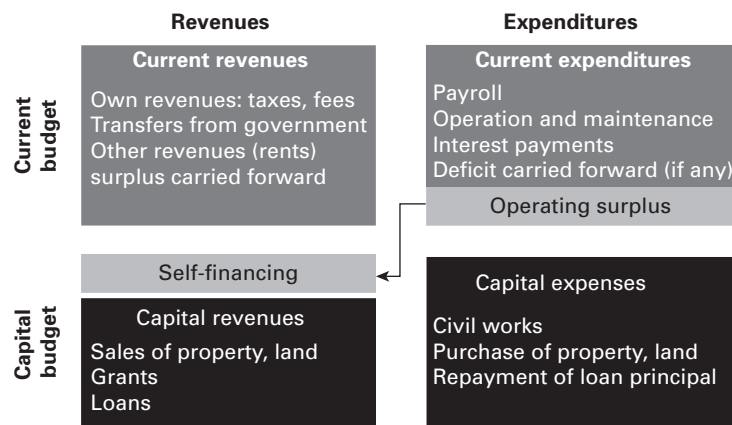 Revenues
Expenditures
Current budget
Current revenues
Own revenues: taxes, fees
Transfers from government
Other revenues (rents)
surplus carried forward
Current expenditures
Payroll
Operation and maintenance
Interest payments
Deficit carried forward (if any)
Operating surplus
Capital budget
Self-financing
Capital revenues
Sales of property, land
Grants
Loans
Capital expenses
Civil works
Purchase of property, land
Repayment of loan principal